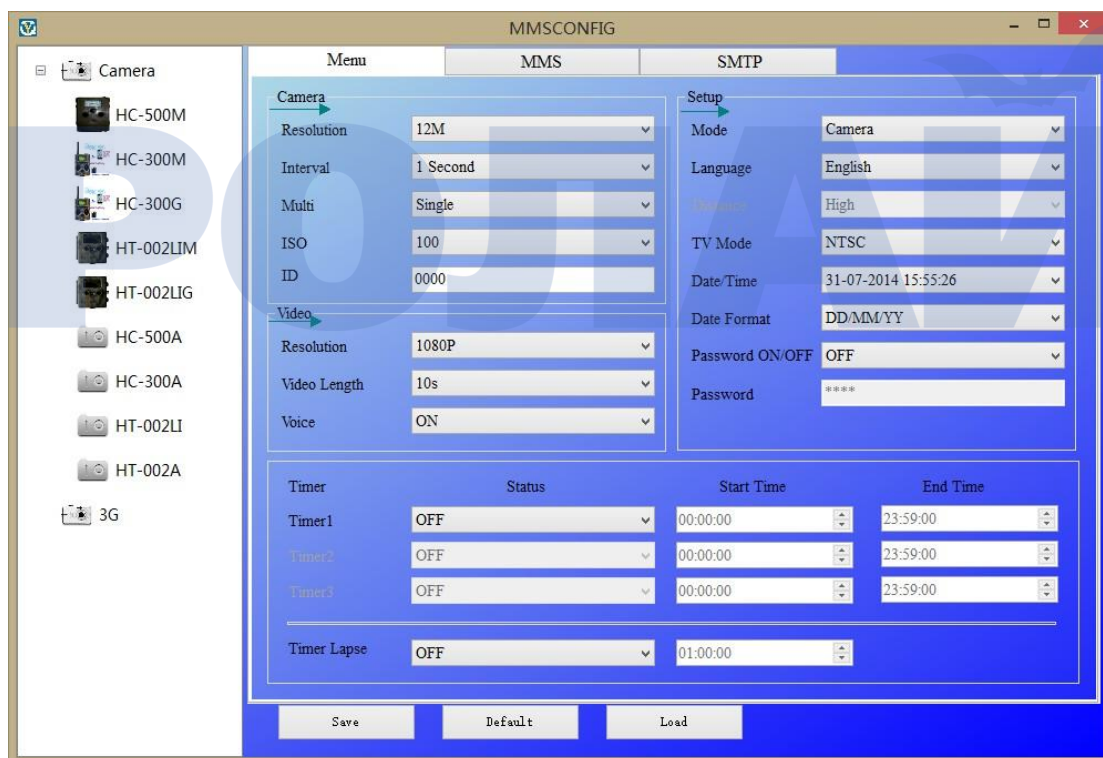 MMSCONFIG
Camera
HC-500M
HC-300M
HC-300G
HT-002LIM
HT-002LIG
HC-500A
HC-300A
HT-002LI
HT-002A
3G
Menu MMS SMTP
Camera
Resolution 12M
Interval 1 Second
Multi Single
ISO 100
ID 0000
Video
Resolution 1080P
Video Length 10s
Voice ON
Setup
Mode Camera
Language English
Distance High
TV Mode NTSC
Date/Time 31-07-2014 15:55:26
Date Format DD/MM/YY
Password ON/OFF OFF
Password ****
Timer Status Start Time End Time
Timer1 OFF 00:00:00 23:59:00
Timer2 OFF 00:00:00 23:59:00
Timer3 OFF 00:00:00 23:59:00
Timer Lapse OFF 01:00:00
Save Default Load